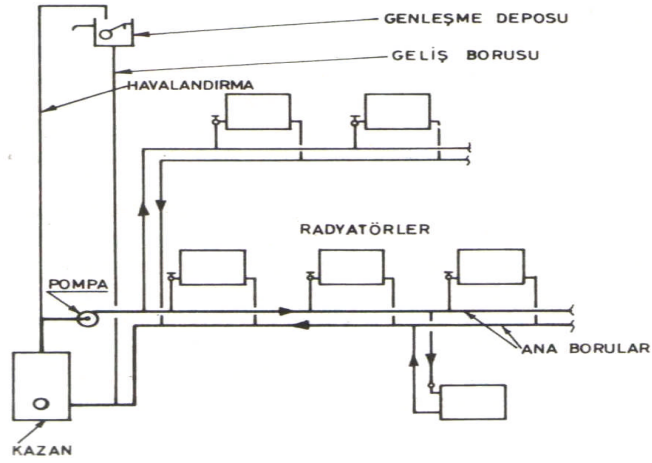 GENLEŞME DEPOSU
GELİŞ BORUSU
HAVALANDIRMA
RADYATÖRLER
POMPA
ANA BORULAR
KAZAN